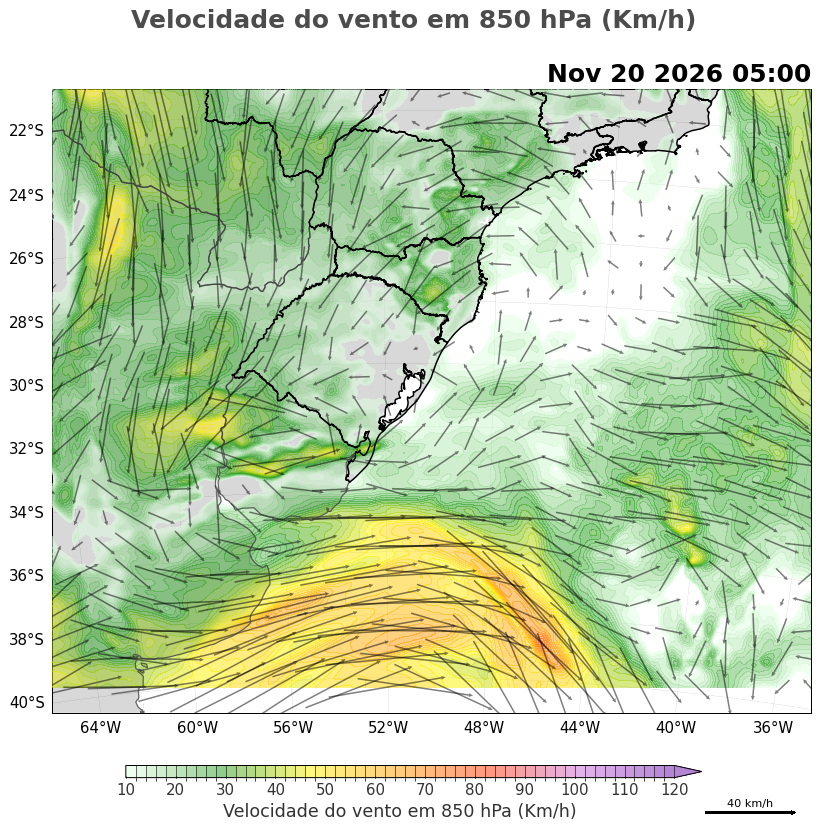 Velocidade do vento em 850 hPa (Km/h)
Nov 20 2026 05:00
22°S
24°S
26°S
28°S
30°S
32°S
34°S
36°S
38°S
40°S
64°W 60°W 56°W 52°W 48°W 44°W 40°W 36°W
10 20 30 40 50 60 70 80 90 100 110 120
Velocidade do vento em 850 hPa (Km/h)
40 km/h